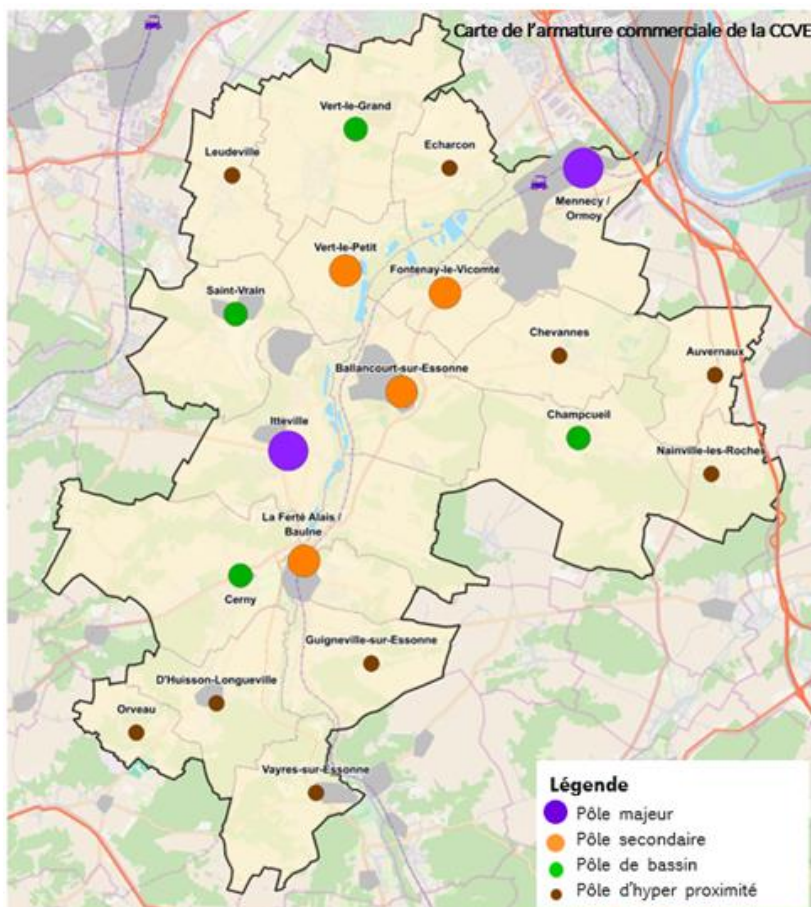 Carte de l'armature commerciale de la CCVE
Vert-le-Grand
Leudeville
Echarcon
Mennecy /
Ormoy
Vert-le-Petit
Fontenay-le-Vicomte
Saint-Vrain
Chevannes
Auvernaux
Ballancourt-sur-Essonne
Champcueil
Itteville
Nainville-les-Roches
La Ferté Alais /
Baulne
Cerny
Guigneville-sur-Essonne
D'Huisson-Longueville
Orveau
Vayres-sur-Essonne
Légende
Pôle majeur
Pôle secondaire
Pôle de bassin
Pôle d'hyper proximité